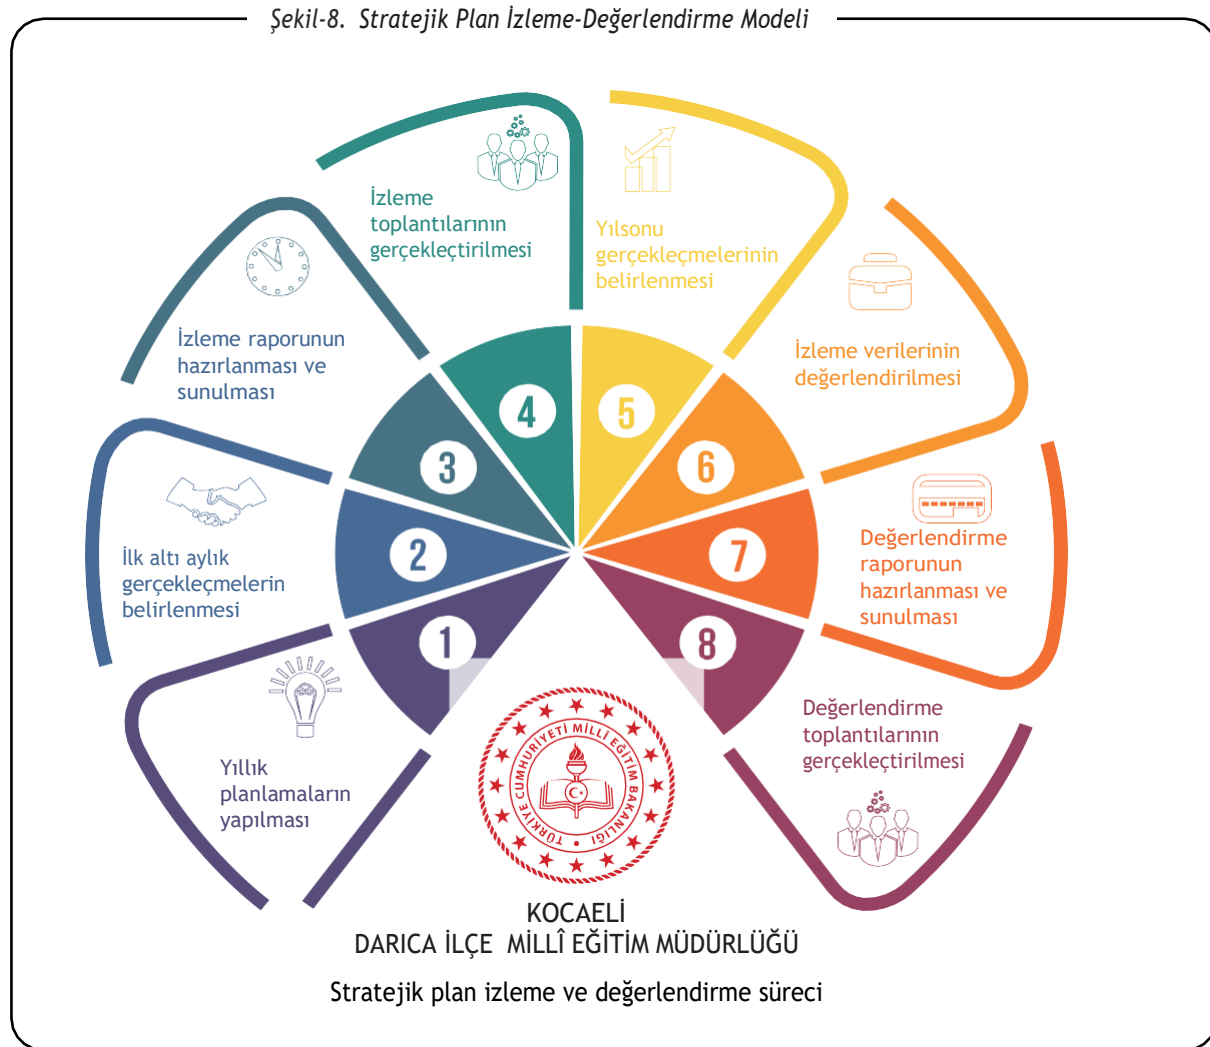 Şekil-8. Stratejik Plan İzleme-Değerlendirme Modeli
1
Yıllık
planlamaların
yapılması
2
İlk altı aylık
gerçekleçmelerin
belirlenmesi
3
İzleme raporunun
hazırlanması ve
sunulması
4
İzleme
toplantılarının
gerçekleçtirilmesi
5
Yılsonu
gerçekleçmelerinin
belirlenmesi
6
İzleme verilerinin
değerlendirilmesi
7
Değerlendirme
raporunun
hazırlanması ve
sunulması
8
Değerlendirme
toplantılarının
gerçekleçtirilmesi
TÜRKİYE CUMHURİYETİ MİLLÎ EĞİTİM BAKANLIĞI
KOCAELİ
DARICA İLÇE MİLLÎ EĞİTİM MÜDÜRLÜĞÜ
Stratejik plan izleme ve değerlendirme süreci